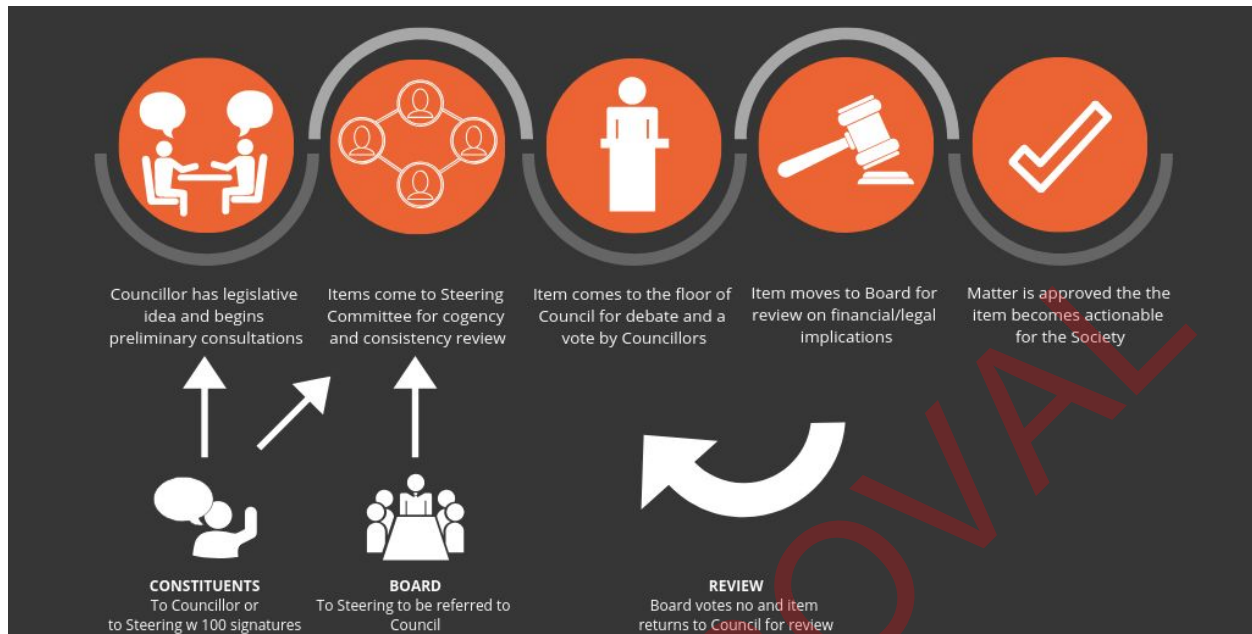 Councillor has legislative
idea and begins
preliminary consultations
Items come to Steering
Committee for cogency
and consistency review
Item comes to the floor of
Council for debate and a
vote by Councillors
Item moves to Board for
review on financial/legal
implications
Matter is approved the the
item becomes actionable
for the Society
CONSTITUENTS
To Councillor or
to Steering w 100 signatures
BOARD
To Steering to be referred to
Council
REVIEW
Board votes no and item
returns to Council for review
OVAL